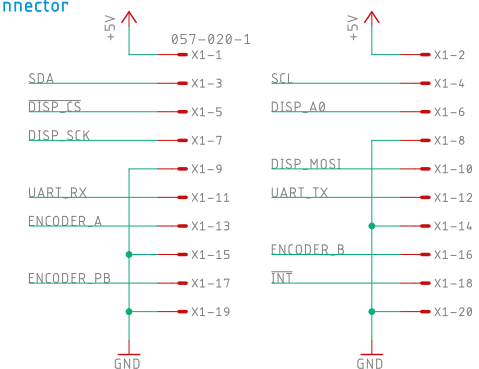 nnector
+5V
057-020-1
X1-1
SDA
X1-3
DISP_CS
X1-5
DISP_SCK
X1-7
X1-9
UART_RX
X1-11
ENCODER_A
X1-13
X1-15
ENCODER_PB
X1-17
X1-19
GND
+5V
X1-2
SCL
X1-4
DISP_A0
X1-6
X1-8
DISP_MOSI
X1-10
UART_TX
X1-12
X1-14
ENCODER_B
X1-16
INT
X1-18
X1-20
GND